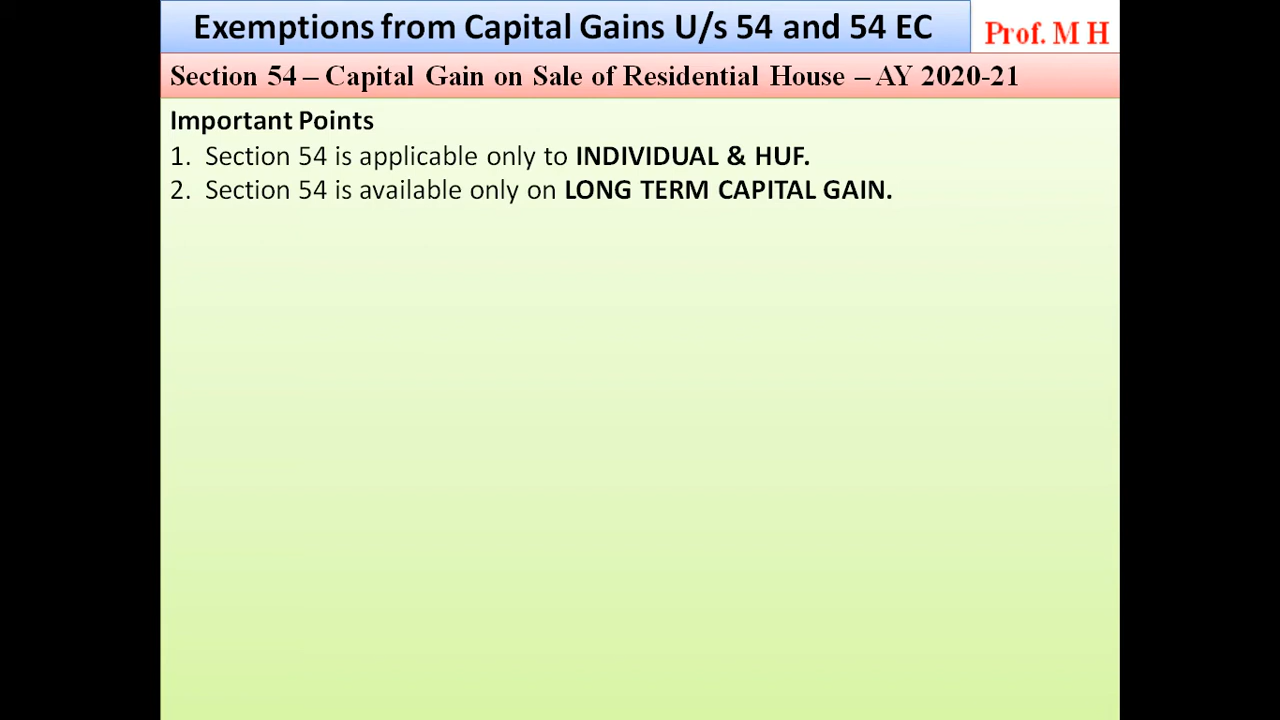 Exemptions from Capital Gains U/s 54 and 54 EC
Prof. M H
Section 54 – Capital Gain on Sale of Residential House – AY 2020-21
Important Points
1. Section 54 is applicable only to INDIVIDUAL & HUF.
2. Section 54 is available only on LONG TERM CAPITAL GAIN.